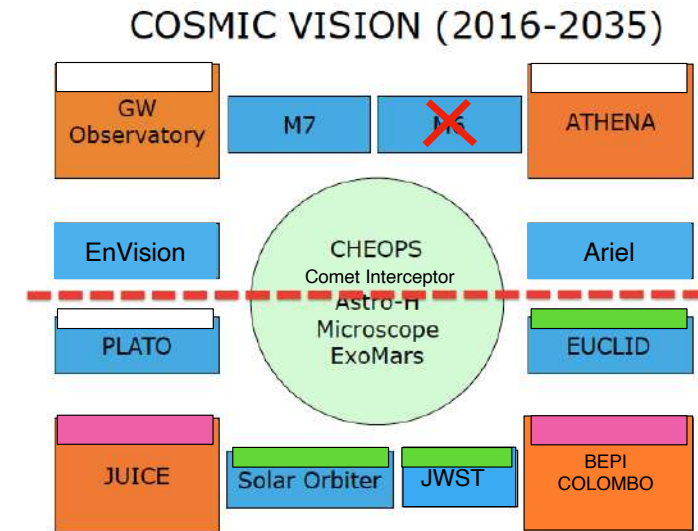 COSMIC VISION (2016-2035)
GW
Observatory
M7
M6
ATHENA
EnVision
CHEOPS
Comet Interceptor
Astro-H
Microscope
ExoMars
Ariel
PLATO
EUCLID
JUICE
Solar Orbiter
JWST
BEPI
COLOMBO